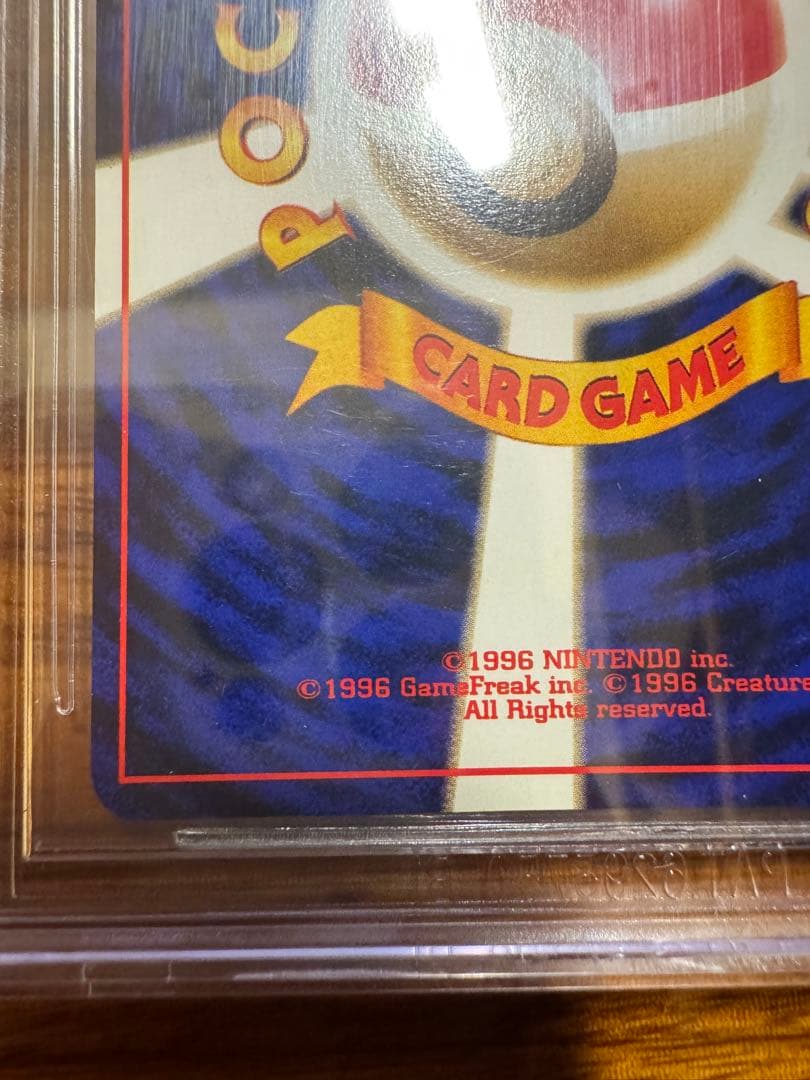 POC
CARD GAME
©1996 NINTENDO inc.
©1996 GameFreak inc. ©1996 Creature
All Rights reserved.